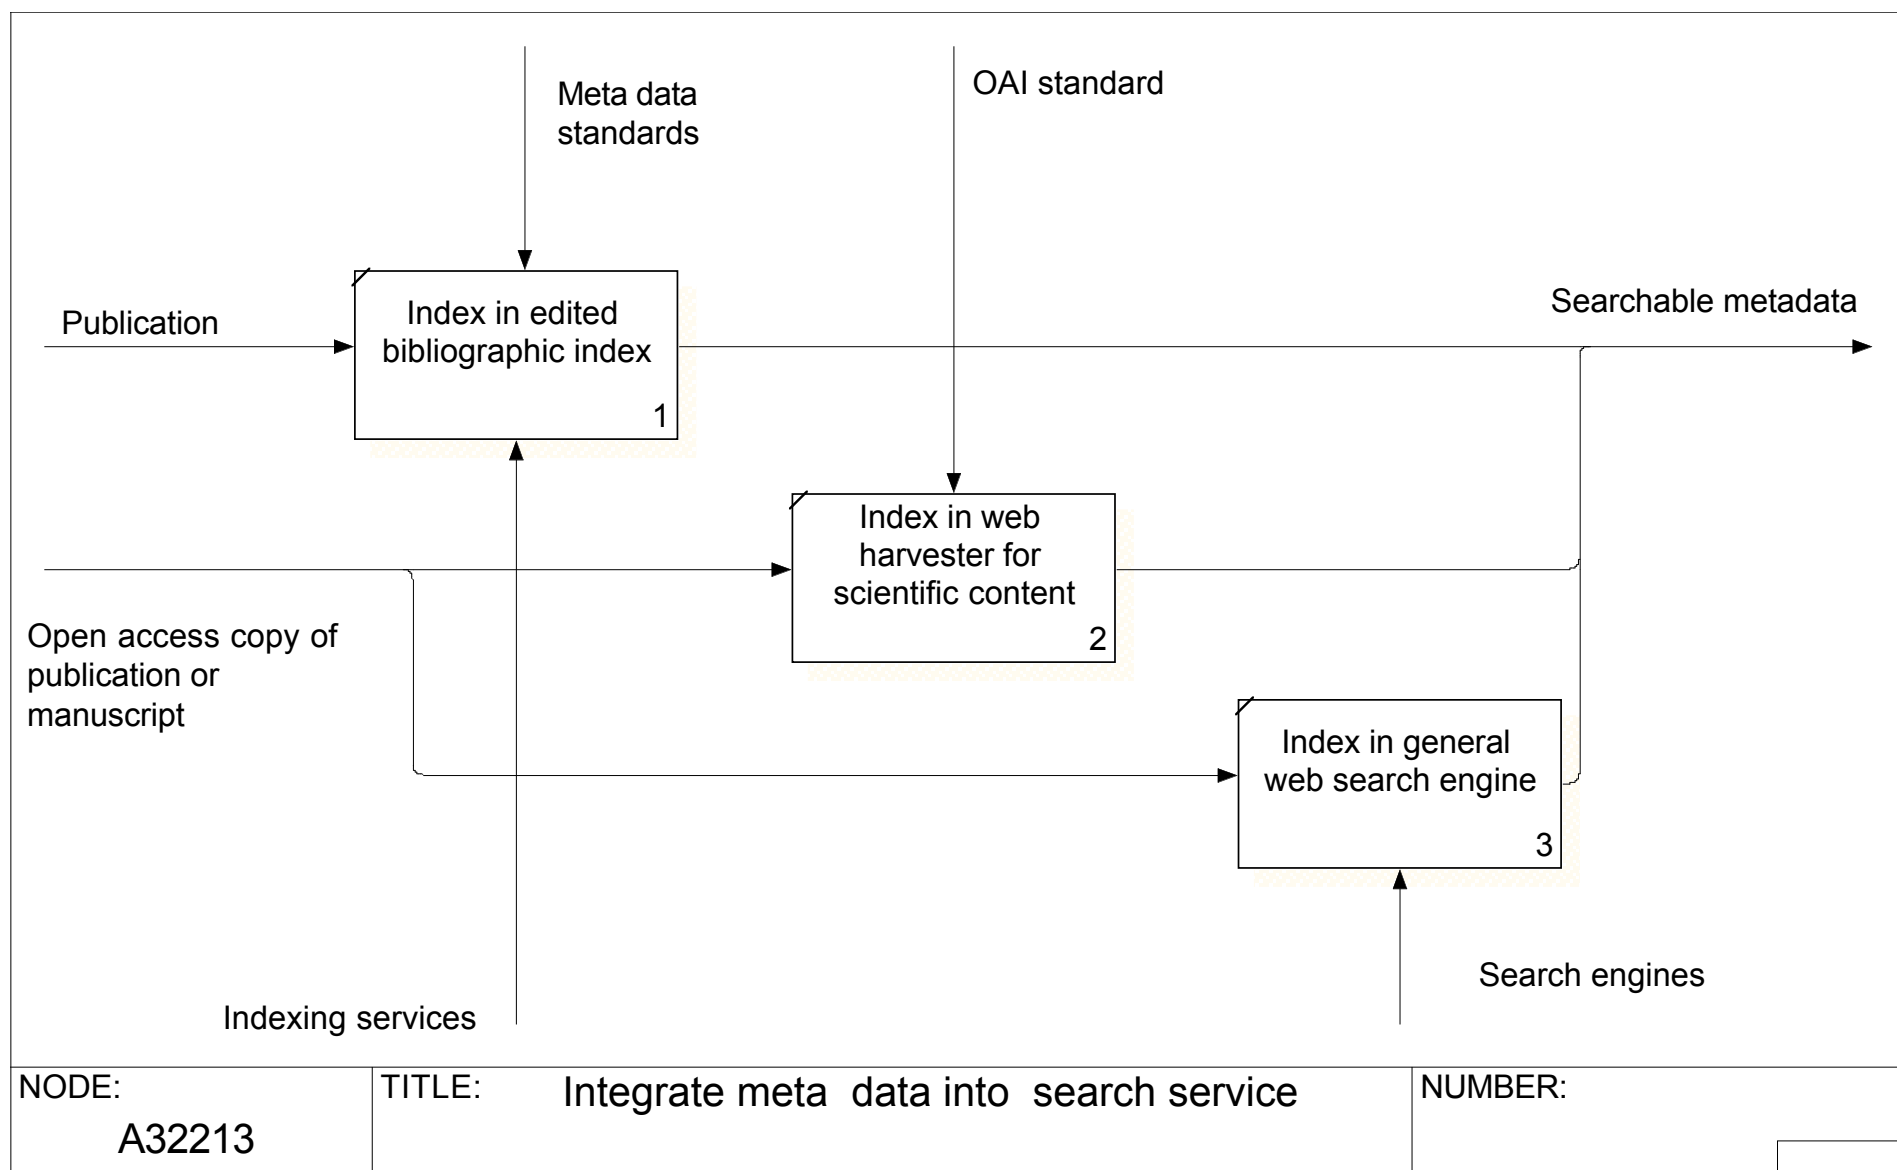 Meta data
standards
OAI standard
Publication
Index in edited
bibliographic index
1
Searchable metadata
Index in web
harvester for
scientific content
2
Open access copy of
publication or
manuscript
Index in general
web search engine
3
Search engines
Indexing services
NODE:
A32213
TITLE:
Integrate meta  data into  search service
NUMBER: